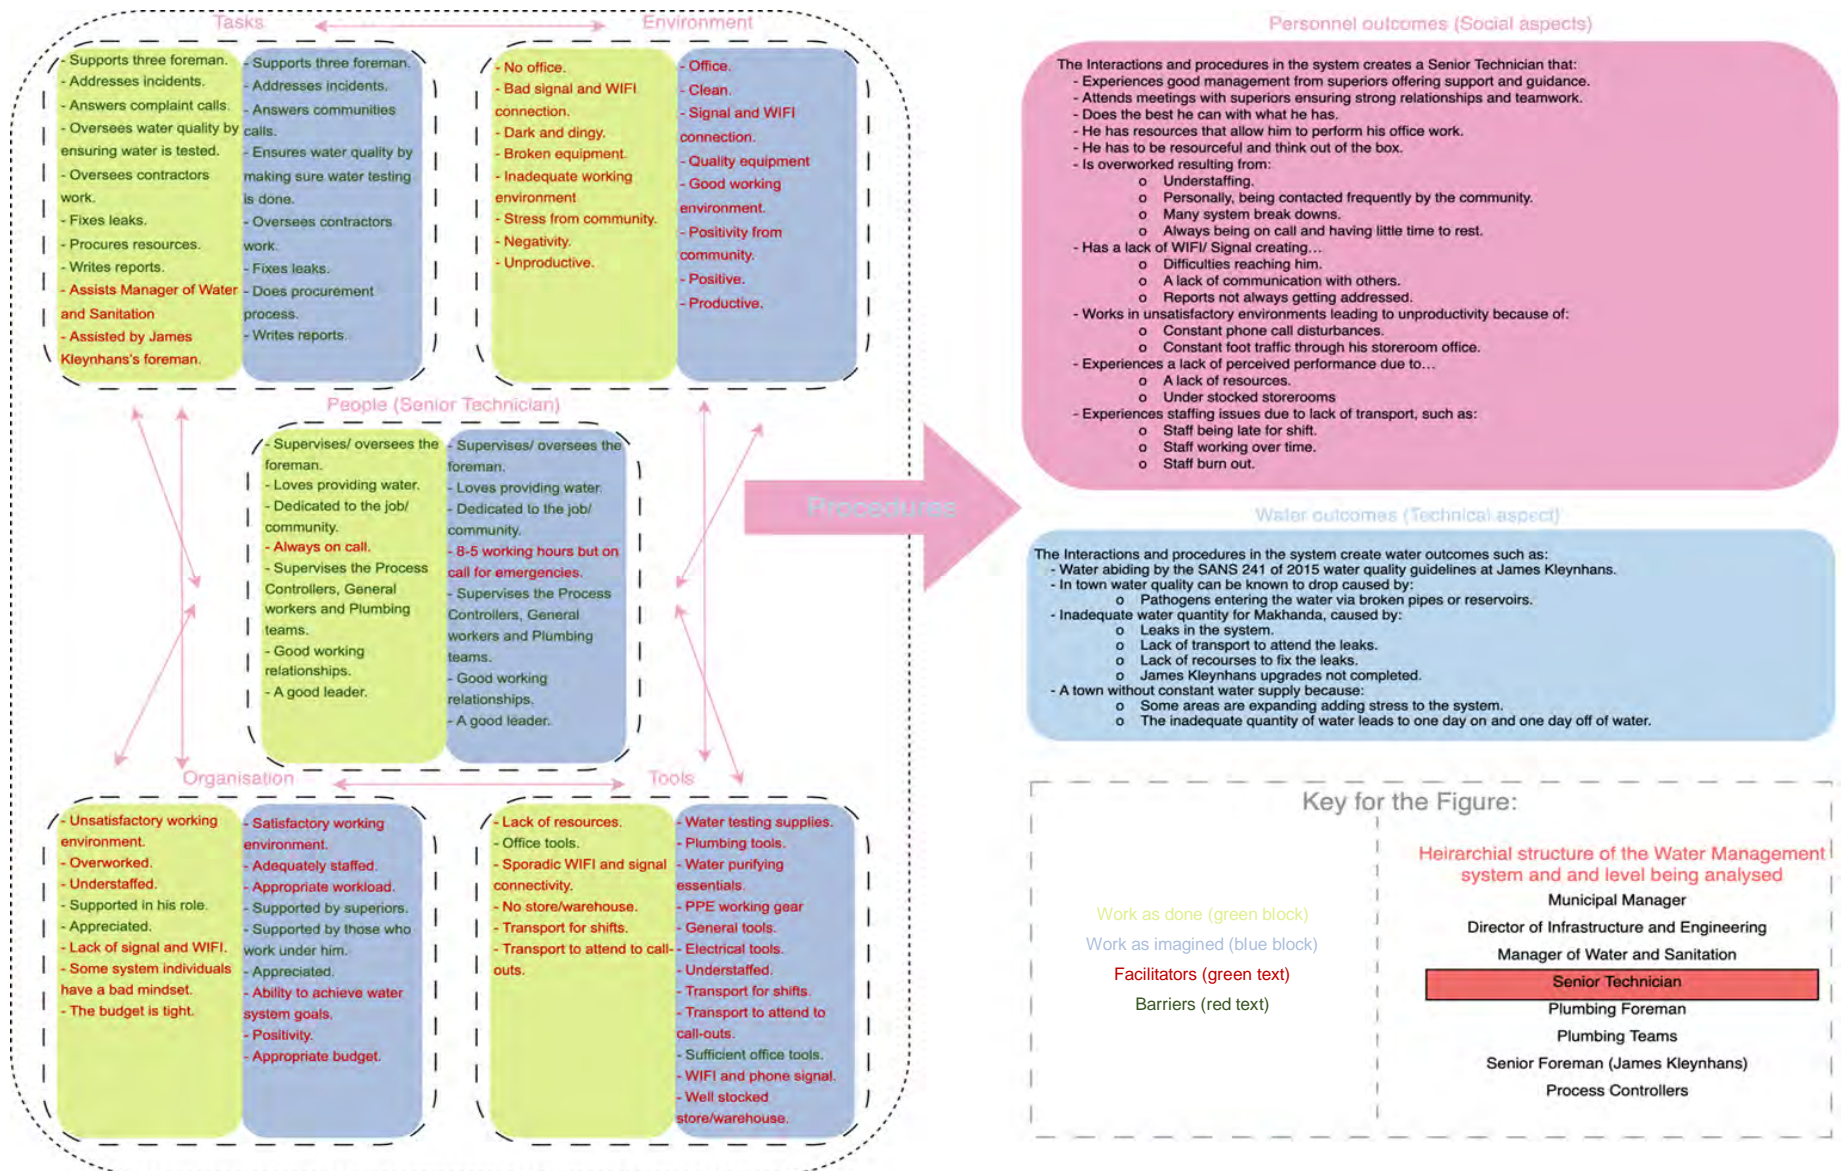 Tasks
Environment
- Supports three foreman.
- Addresses incidents.
- Answers complaint calls.
- Oversees water quality by
ensuring water is tested.
- Oversees contractors
work.
- Fixes leaks.
- Procures resources.
- Writes reports.
- Assists Manager of Water
and Sanitation
- Assisted by James
Kleynhans's foreman.
- Supports three foreman.
- Addresses incidents.
- Answers communities
calls.
- Ensures water quality by
making sure water testing
is done.
- Oversees contractors
work.
- Fixes leaks.
- Does procurement
process.
- Writes reports.
- No office.
- Bad signal and WIFI
connection.
- Dark and dingy.
- Broken equipment.
- Inadequate working
environment
- Stress from community.
- Negativity.
- Unproductive.
- Office.
- Clean.
- Signal and WIFI
connection.
- Quality equipment
- Good working
environment.
- Positivity from
community.
- Positive.
- Productive.
People (Senior Technician)
- Supervises/ oversees the
foreman.
- Loves providing water.
- Dedicated to the job/
community.
- Always on call.
- Supervises the Process
Controllers, General
workers and Plumbing
teams.
- Good working
relationships.
- A good leader.
- Supervises/ oversees the
foreman.
- Loves providing water.
- Dedicated to the job/
community.
- 8-5 working hours but on
call for emergencies.
- Supervises the Process
Controllers, General
workers and Plumbing
teams.
- Good working
relationships.
- A good leader.
Organisation
Tools
- Unsatisfactory working
environment.
- Overworked.
- Understaffed.
- Supported in his role.
- Appreciated.
- Lack of signal and WIFI.
- Some system individuals
have a bad mindset.
- The budget is tight.
- Satisfactory working
environment.
- Adequately staffed.
- Appropriate workload.
- Supported by superiors.
- Supported by those who
work under him.
- Appreciated.
- Ability to achieve water
system goals.
- Positivity.
- Appropriate budget.
- Lack of resources.
- Office tools.
- Sporadic WIFI and signal
connectivity.
- No store/warehouse.
- Transport for shifts.
- Transport to attend to call-
outs.
- Water testing supplies.
- Plumbing tools.
- Water purifying
essentials.
- PPE working gear
- General tools.
- Electrical tools.
- Understaffed.
- Transport for shifts.
- Transport to attend to
call-outs.
- Sufficient office tools.
- WIFI and phone signal.
- Well stocked
store/warehouse.
Procedures
Personnel outcomes (Social aspects)
The Interactions and procedures in the system creates a Senior Technician that:
- Experiences good management from superiors offering support and guidance.
- Attends meetings with superiors ensuring strong relationships and teamwork.
- Does the best he can with what he has.
- He has resources that allow him to perform his office work.
- He has to be resourceful and think out of the box.
- Is overworked resulting from:
o Understaffing.
o Personally, being contacted frequently by the community.
o Many system break downs.
o Always being on call and having little time to rest.
- Has a lack of WIFI/ Signal creating…
o Difficulties reaching him.
o A lack of communication with others.
o Reports not always getting addressed.
- Works in unsatisfactory environments leading to unproductivity because of:
o Constant phone call disturbances.
o Constant foot traffic through his storeroom office.
- Experiences a lack of perceived performance due to…
o A lack of resources.
o Under stocked storerooms
- Experiences staffing issues due to lack of transport, such as:
o Staff being late for shift.
o Staff working over time.
o Staff burn out.
Water outcomes (Technical aspect)
The Interactions and procedures in the system create water outcomes such as:
- Water abiding by the SANS 241 of 2015 water quality guidelines at James Kleynhans.
- In town water quality can be known to drop caused by:
o Pathogens entering the water via broken pipes or reservoirs.
- Inadequate water quantity for Makhanda, caused by:
o Leaks in the system.
o Lack of transport to attend the leaks.
o Lack of recourses to fix the leaks.
o James Kleynhans upgrades not completed.
- A town without constant water supply because:
o Some areas are expanding adding stress to the system.
o The inadequate quantity of water leads to one day on and one day off of water.
Key for the Figure:
Work as done (green block)
Work as imagined (blue block)
Facilitators (green text)
Barriers (red text)
Heirarchial structure of the Water Management
system and and level being analysed
Municipal Manager
Director of Infrastructure and Engineering
Manager of Water and Sanitation
Senior Technician
Plumbing Foreman
Plumbing Teams
Senior Foreman (James Kleynhans)
Process Controllers